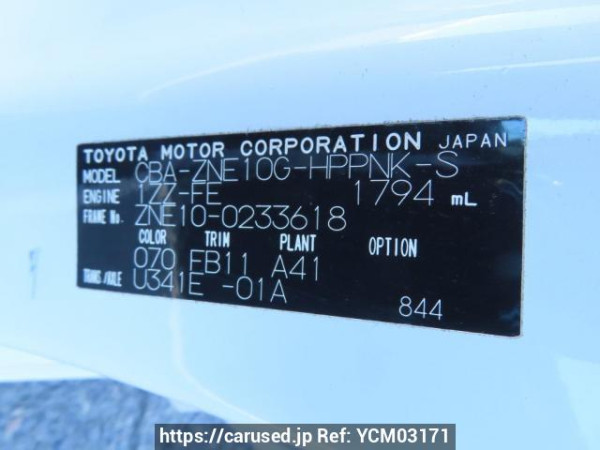 TOYOTA MOTOR CORPORATION JAPAN
MODEL CBA-ZNE10G-HPPNK-S
ENGINE 1ZZ-FE 1794 mL
FRAME No. ZNE10-0233618
COLOR TRIM PLANT OPTION
070 FB11 A41
TRANS/AXLE U341E -01A
844
https://carused.jp Ref: YCM03171